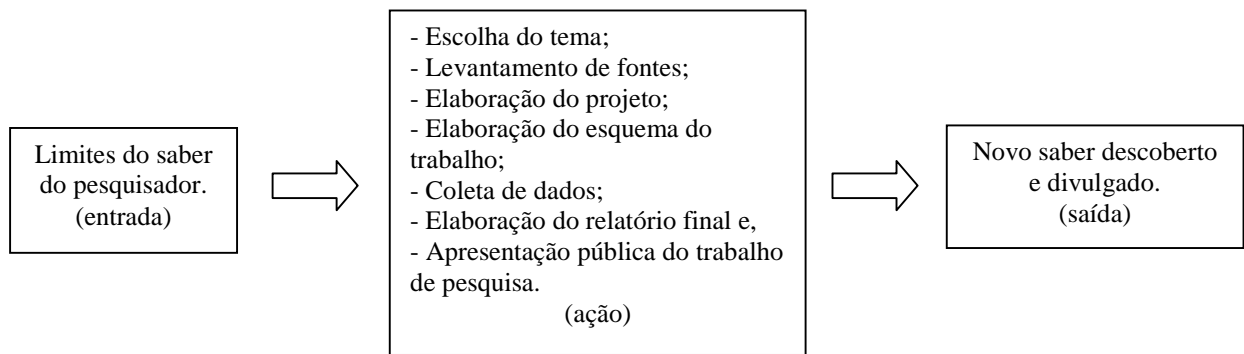 Limites do saber
do pesquisador.
(entrada)
- Escolha do tema;
- Levantamento de fontes;
- Elaboração do projeto;
- Elaboração do esquema do
trabalho;
- Coleta de dados;
- Elaboração do relatório final e,
- Apresentação pública do trabalho
de pesquisa.
(ação)
Novo saber descoberto
e divulgado.
(saída)